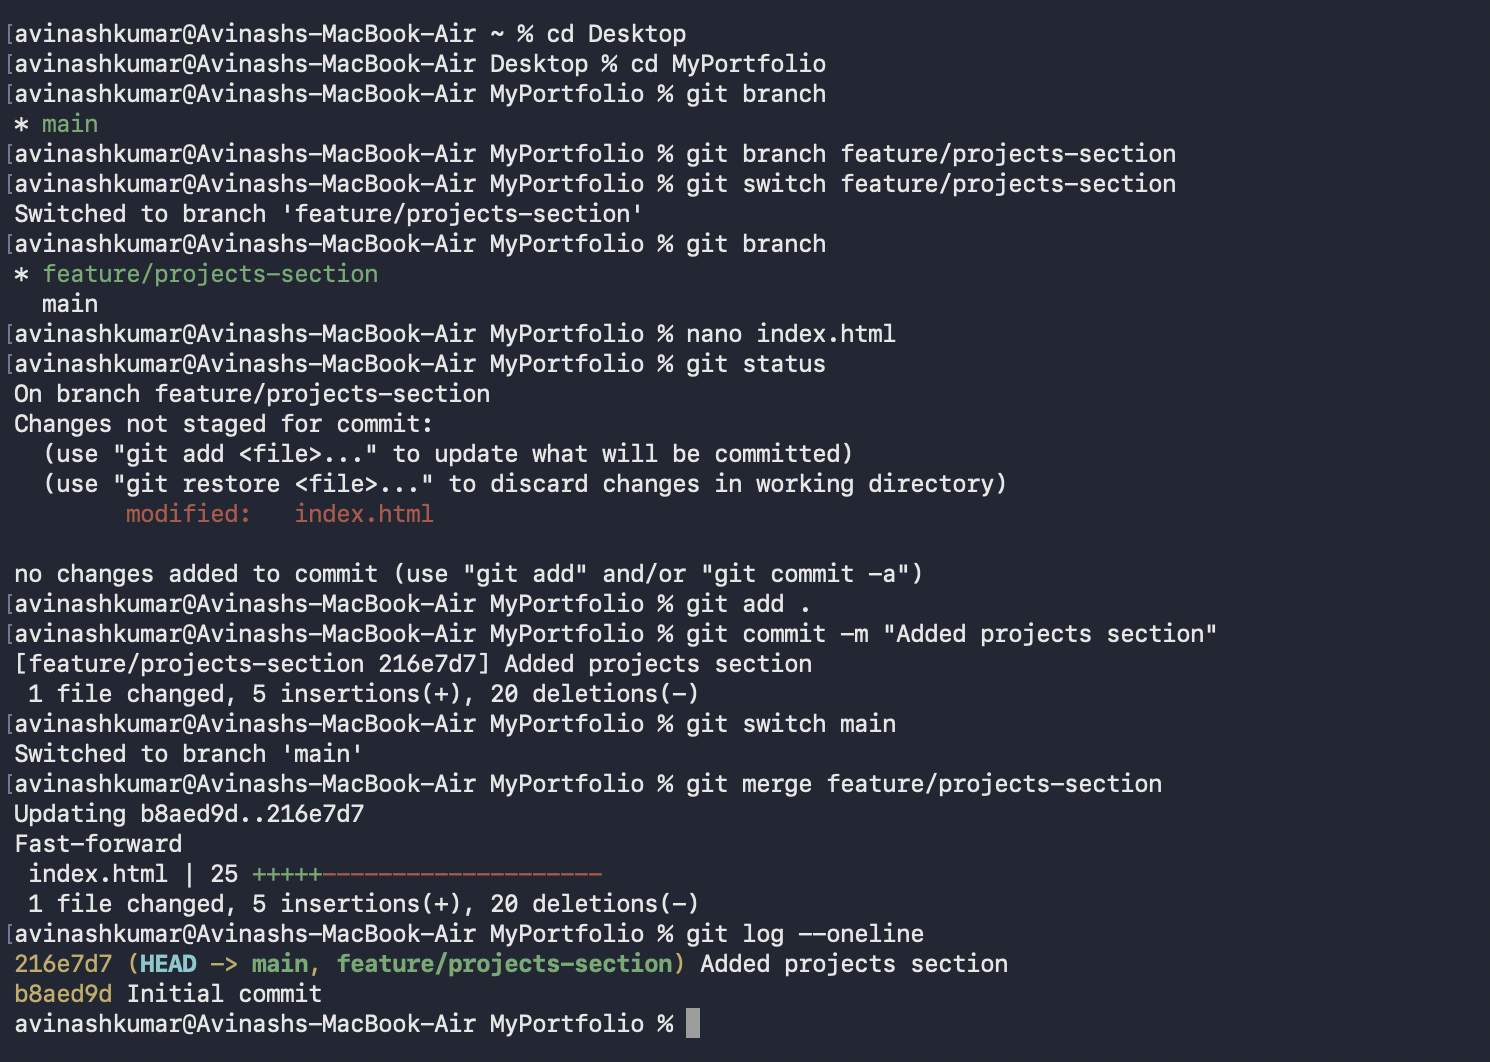 [avinashkumar@Avinashs-MacBook-Air ~ % cd Desktop
[avinashkumar@Avinashs-MacBook-Air Desktop % cd MyPortfolio
[avinashkumar@Avinashs-MacBook-Air MyPortfolio % git branch
* main
[avinashkumar@Avinashs-MacBook-Air MyPortfolio % git branch feature/projects-section
[avinashkumar@Avinashs-MacBook-Air MyPortfolio % git switch feature/projects-section
Switched to branch 'feature/projects-section'
[avinashkumar@Avinashs-MacBook-Air MyPortfolio % git branch
* feature/projects-section
  main
[avinashkumar@Avinashs-MacBook-Air MyPortfolio % nano index.html
[avinashkumar@Avinashs-MacBook-Air MyPortfolio % git status
On branch feature/projects-section
Changes not staged for commit:
  (use "git add <file>..." to update what will be committed)
  (use "git restore <file>..." to discard changes in working directory)
        modified:   index.html

no changes added to commit (use "git add" and/or "git commit -a")
[avinashkumar@Avinashs-MacBook-Air MyPortfolio % git add .
[avinashkumar@Avinashs-MacBook-Air MyPortfolio % git commit -m "Added projects section"
[feature/projects-section 216e7d7] Added projects section
 1 file changed, 5 insertions(+), 20 deletions(-)
[avinashkumar@Avinashs-MacBook-Air MyPortfolio % git switch main
Switched to branch 'main'
[avinashkumar@Avinashs-MacBook-Air MyPortfolio % git merge feature/projects-section
Updating b8aed9d..216e7d7
Fast-forward
 index.html | 25 +++++--------------------
 1 file changed, 5 insertions(+), 20 deletions(-)
[avinashkumar@Avinashs-MacBook-Air MyPortfolio % git log --oneline
216e7d7 (HEAD -> main, feature/projects-section) Added projects section
b8aed9d Initial commit
avinashkumar@Avinashs-MacBook-Air MyPortfolio %